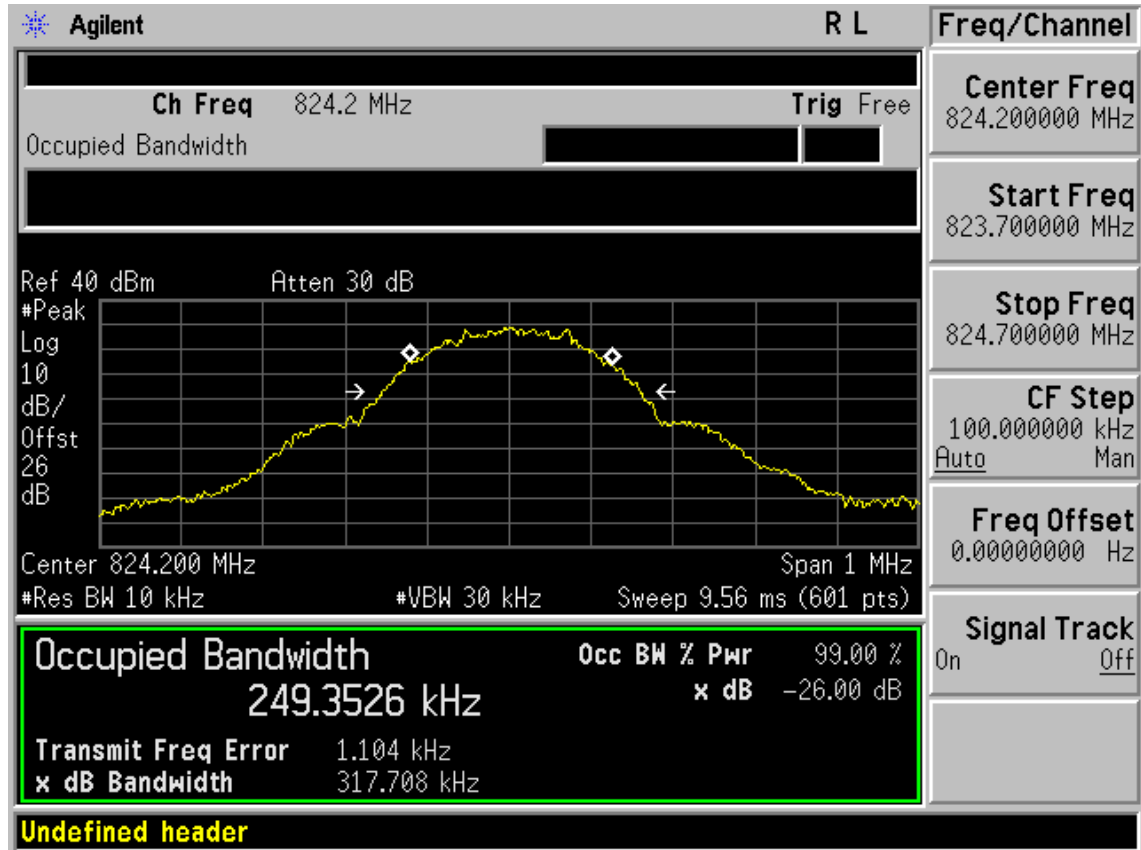 Agilent R L Freq/Channel
Ch Freq 824.2 MHz Trig Free
Occupied Bandwidth
Center Freq
824.200000 MHz
Start Freq
823.700000 MHz
Stop Freq
824.700000 MHz
CF Step
100.000000 kHz
Auto Man
Freq Offset
0.00000000 Hz
Signal Track
On Off
Ref 40 dBm Atten 30 dB
#Peak
Log
10
dB/
Offst
26
dB
Center 824.200 MHz Span 1 MHz
#Res BW 10 kHz #VBW 30 kHz Sweep 9.56 ms (601 pts)
Occupied Bandwidth Occ BW % Pwr 99.00 %
249.3526 kHz x dB -26.00 dB
Transmit Freq Error 1.104 kHz
x dB Bandwidth 317.708 kHz
Undefined header